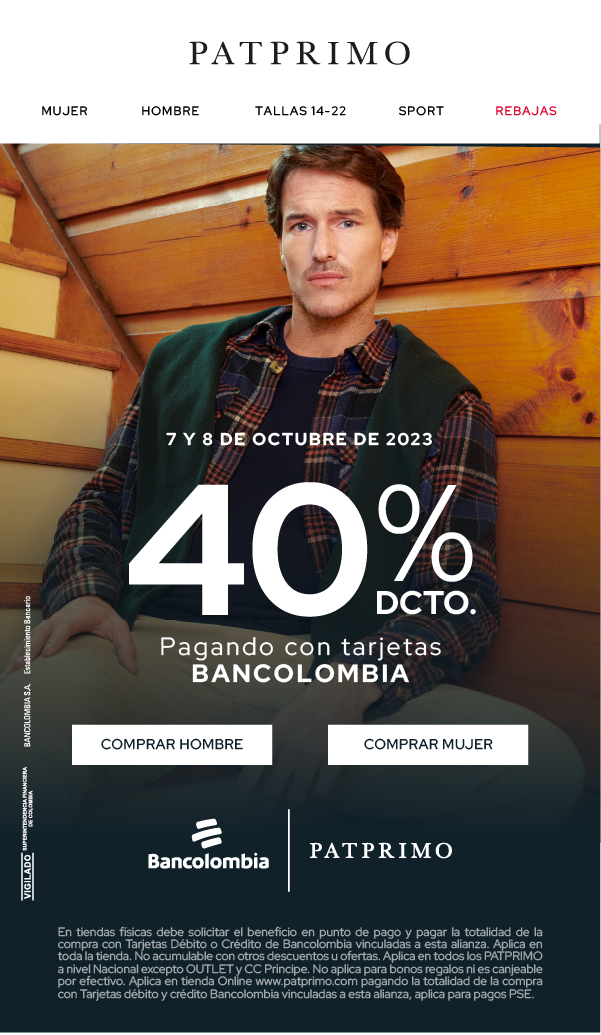 PATPRIMO
MUJER HOMBRE TALLAS 14-22 SPORT REBAJAS
7 Y 8 DE OCTUBRE DE 2023
40%
DCTO.
Pagando con tarjetas
BANCOLOMBIA
COMPRAR HOMBRE COMPRAR MUJER
VIGILADO SUPERINTENDENCIA FINANCIERA
DE COLOMBIA
BANCOLOMBIA S.A. Establecimiento Bancario
Bancolombia PATPRIMO
En tiendas físicas debe solicitar el beneficio en punto de pago y pagar la totalidad de la
compra con Tarjetas Débito o Crédito de Bancolombia vinculadas a esta alianza. Aplica en
toda la tienda. No acumulable con otros descuentos u ofertas. Aplica en todos los PATPRIMO
a nivel Nacional excepto OUTLET y CC Príncipe. No aplica para bonos regalos ni es canjeable
por efectivo. Aplica en tienda Online www.patprimo.com pagando la totalidad de la compra
con Tarjetas débito y crédito Bancolombia vinculadas a esta alianza, aplica para pagos PSE.